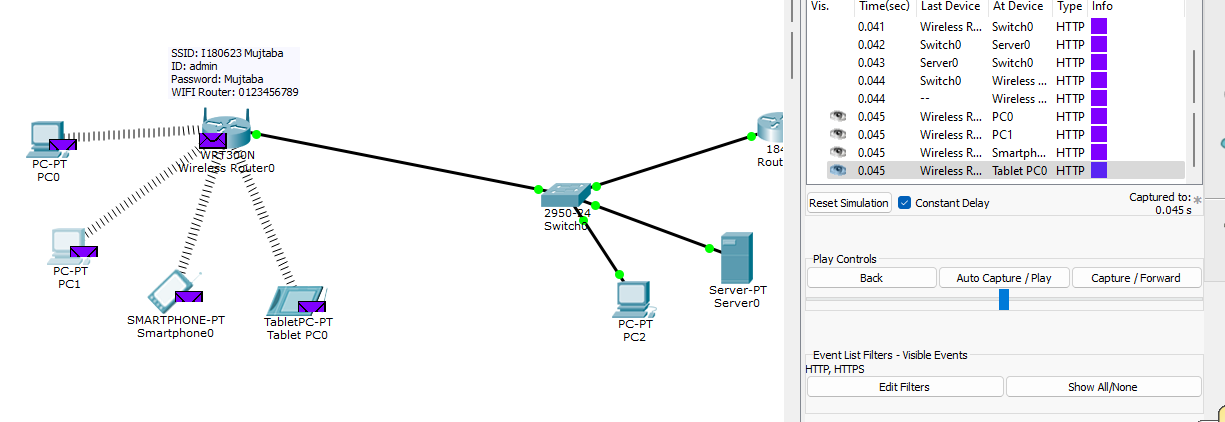 SSID: I180623 Mujtaba
ID: admin
Password: Mujtaba
WIFI Router: 0123456789
PC-PT
PC0
WRT300N
Wireless Router0
PC-PT
PC1
SMARTPHONE-PT
Smartphone0
TabletPC-PT
Tablet PC0
2950-24
Switch0
184
Rout
Server-PT
Server0
PC-PT
PC2
Vis. Time(sec) Last Device At Device Type Info
0.041 Wireless R... Switch0 HTTP
0.042 Switch0 Server0 HTTP
0.043 Server0 Switch0 HTTP
0.044 Switch0 Wireless ... HTTP
0.044 -- Wireless ... HTTP
0.045 Wireless R... PC0 HTTP
0.045 Wireless R... PC1 HTTP
0.045 Wireless R... Smartph... HTTP
0.045 Wireless R... Tablet PC0 HTTP
Reset Simulation Constant Delay Captured to: *
0.045 s
Play Controls
Back Auto Capture / Play Capture / Forward
Event List Filters - Visible Events
HTTP, HTTPS
Edit Filters Show All/None